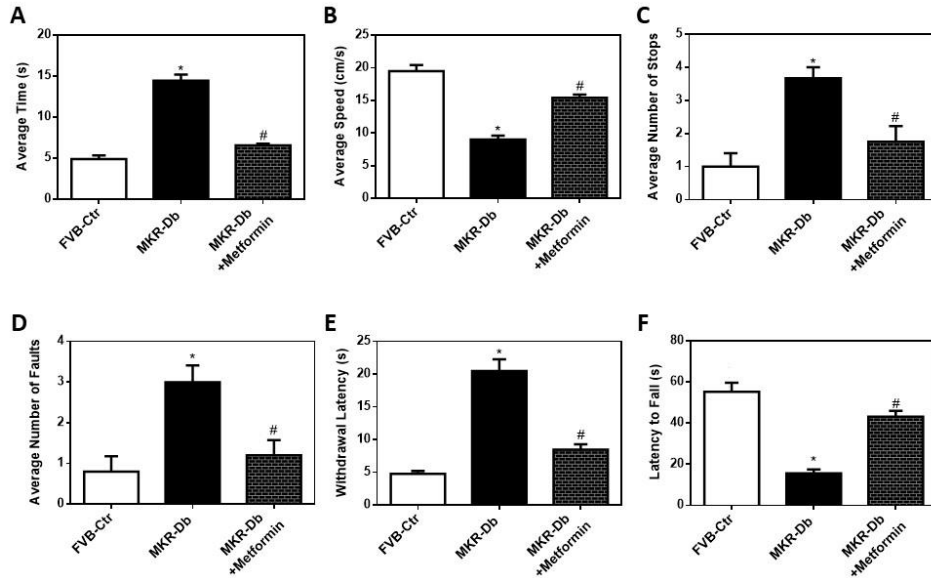 A
Average Time (s)
20
15
10
5
0
*
#
FVB-Ctr
MKR-Db
MKR-Db
+Metformin
B
Average Speed (cm/s)
25
20
15
10
5
0
*
#
FVB-Ctr
MKR-Db
MKR-Db
+Metformin
C
Average Number of Stops
5
4
3
2
1
0
*
#
FVB-Ctr
MKR-Db
MKR-Db
+Metformin
D
Average Number of Faults
4
3
2
1
0
*
#
FVB-Ctr
MKR-Db
MKR-Db
+Metformin
E
Withdrawal Latency (s)
25
20
15
10
5
0
*
#
FVB-Ctr
MKR-Db
MKR-Db
+Metformin
F
Latency to Fall (s)
80
60
40
20
0
*
#
FVB-Ctr
MKR-Db
MKR-Db
+Metformin